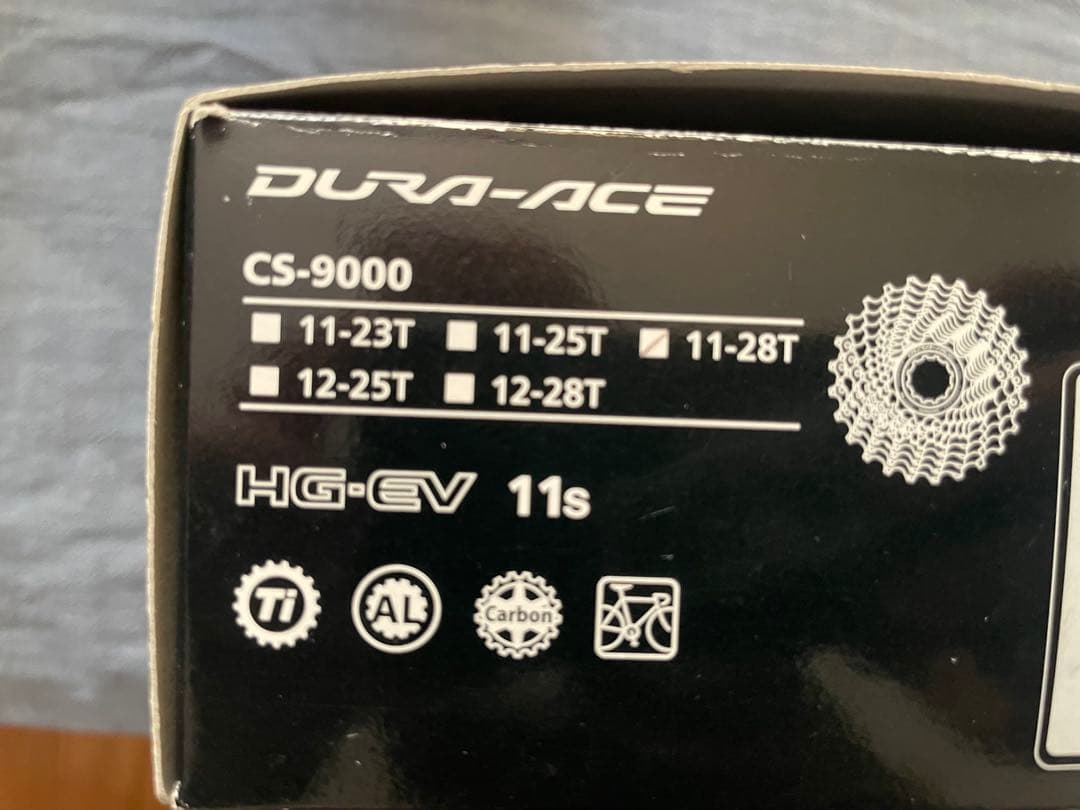 DURA-ACE
CS-9000
11-23T 11-25T 11-28T
12-25T 12-28T
HG-EV 11s
Ti AL Carbon